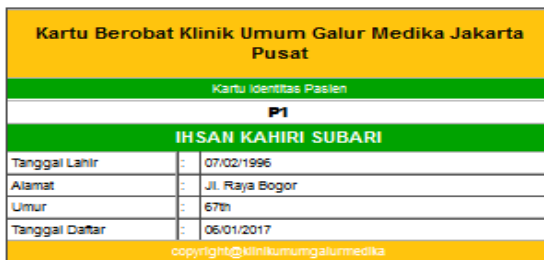 Kartu Berobat Klinik Umum Galur Medika Jakarta
Pusat
Kartu Identitas Pasien
P1
IHSAN KAHIRI SUBARI
Tanggal Lahir : 07/02/1996
Alamat : Jl. Raya Bogor
Umur : 67th
Tanggal Daftar : 06/01/2017
copyright@klinikumumgalurmedika